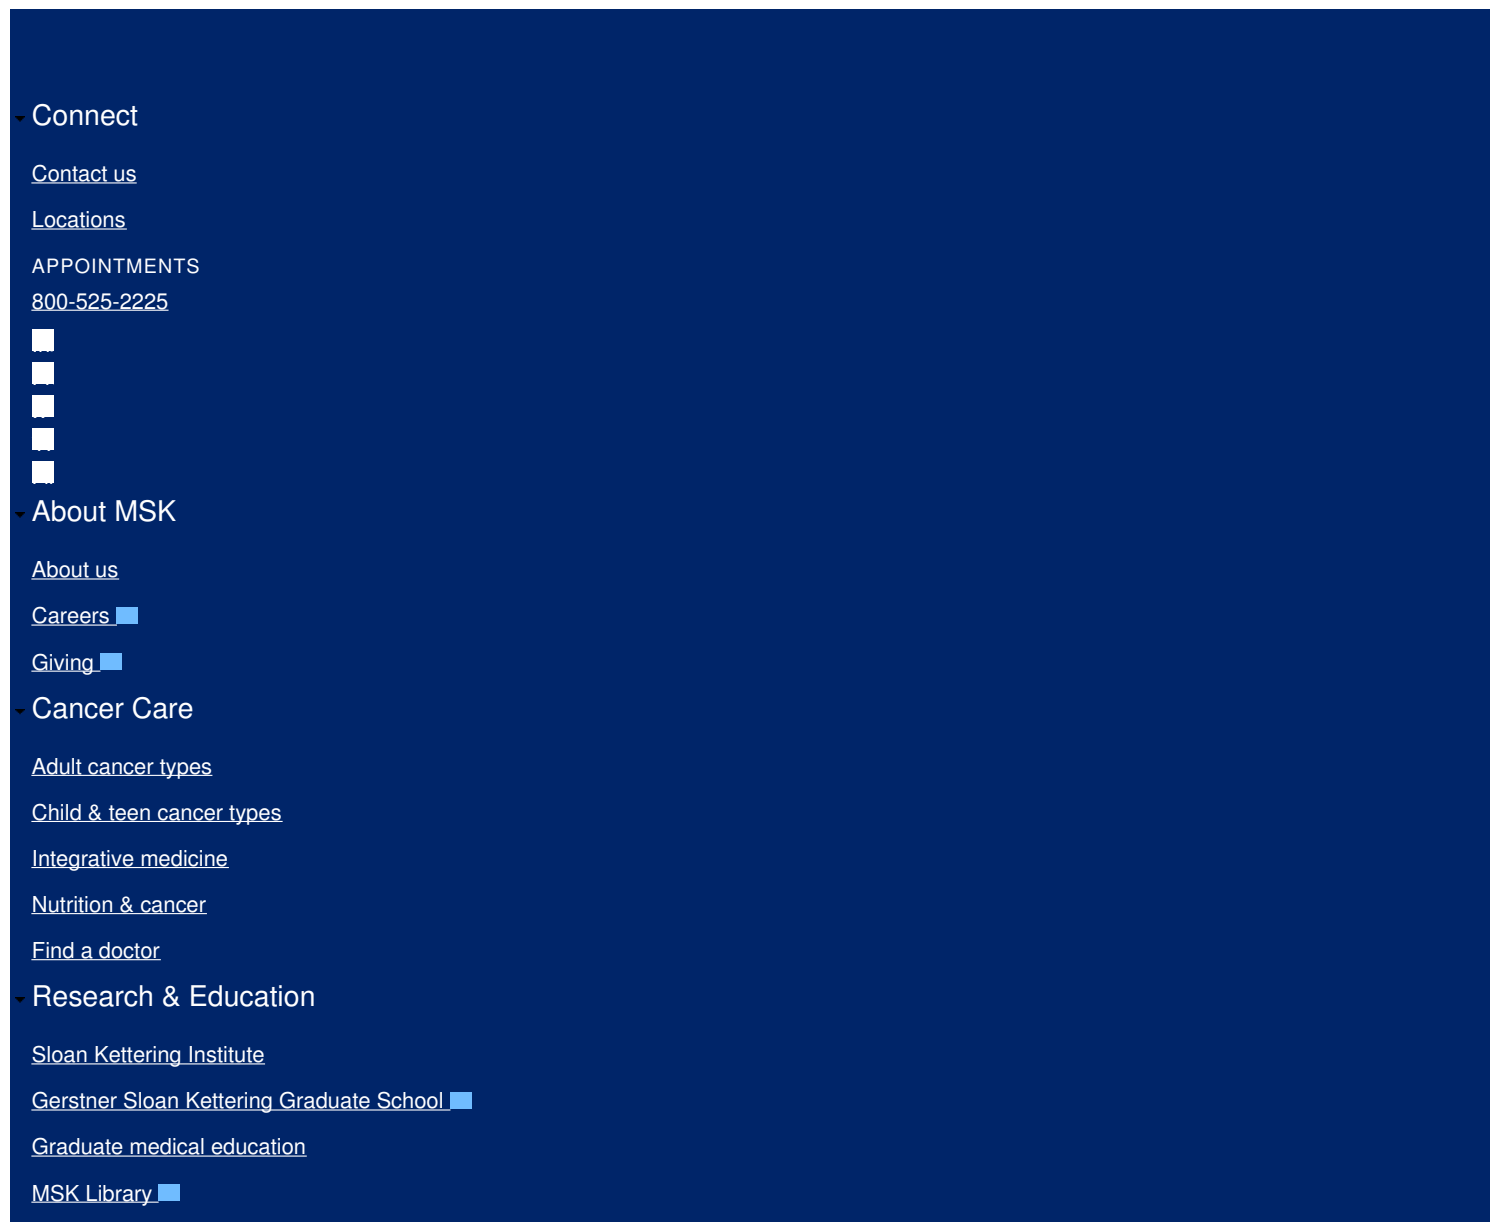 Connect
Contact us
Locations
APPOINTMENTS
800-525-2225
About MSK
About us
Careers
Giving
Cancer Care
Adult cancer types
Child & teen cancer types
Integrative medicine
Nutrition & cancer
Find a doctor
Research & Education
Sloan Kettering Institute
Gerstner Sloan Kettering Graduate School
Graduate medical education
MSK Library